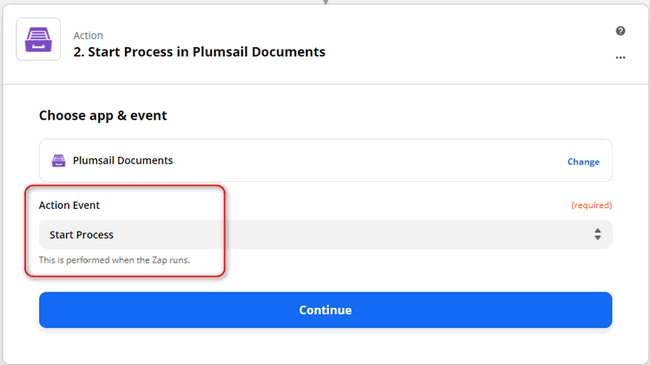 Action
2. Start Process in Plumsail Documents
Choose app & event
Plumsail Documents
Change
Action Event
(required)
Start Process
This is performed when the Zap runs.
Continue